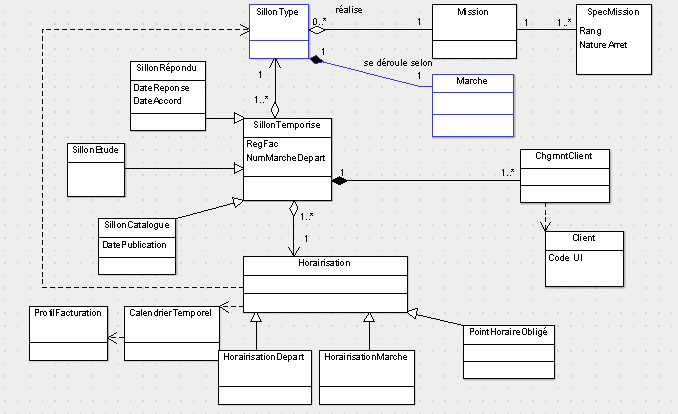 réalise
SillonType
0..*
1
Mission
1
1..*
SpecMission
Rang
Nature Arret
1
se déroule selon
1
Marche
SillonRépondu
DateReponse
DateAccord
1
1..*
SillonTemporise
RegFac
NumMarcheDepart
SillonEtude
1
1..*
ChgmntClient
SillonCatalogue
DatePublication
1..*
1
Client
Code UI
Horairisation
ProfilFacturation
CalendrierTemporel
HorairisationDepart
HorairisationMarche
PointHoraireObligé